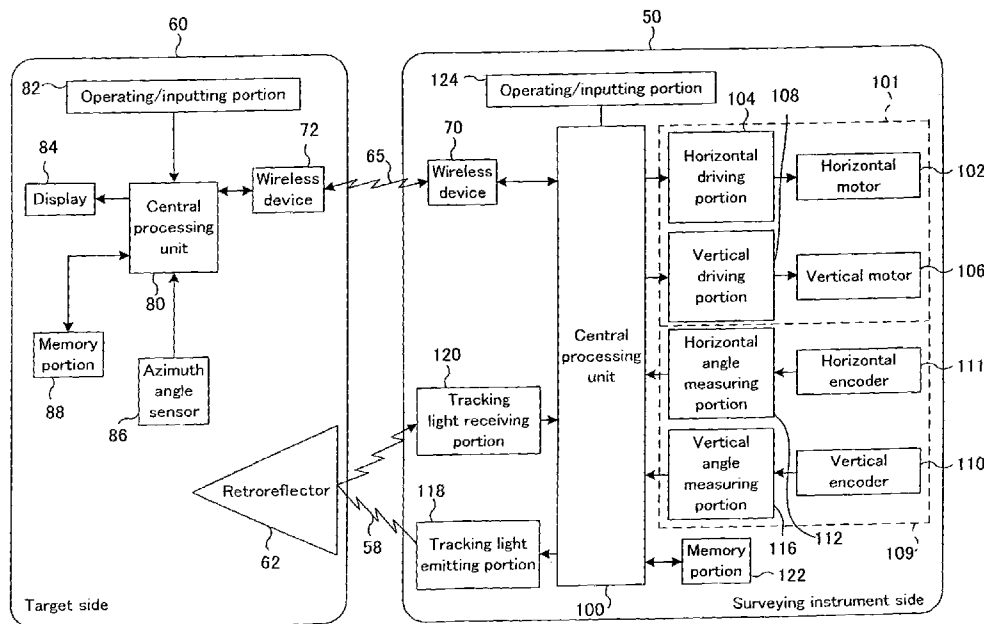 60
50
82
Operating/inputting portion
124
Operating/inputting portion
104
108
101
84
72
65
70
Display
Central
processing
unit
80
Wireless
device
Wireless
device
Horizontal
driving
portion
Horizontal
motor
102
Vertical
driving
portion
Vertical motor
106
Memory
portion
88
Azimuth
angle
sensor
86
Central
processing
unit
Horizontal
angle
measuring
portion
Horizontal
encoder
111
120
Tracking
light receiving
portion
Vertical
angle
measuring
portion
Vertical
encoder
110
Retroreflector
62
58
118
Tracking light
emitting portion
116
112
109
Memory
portion
122
100
Target side
Surveying instrument side